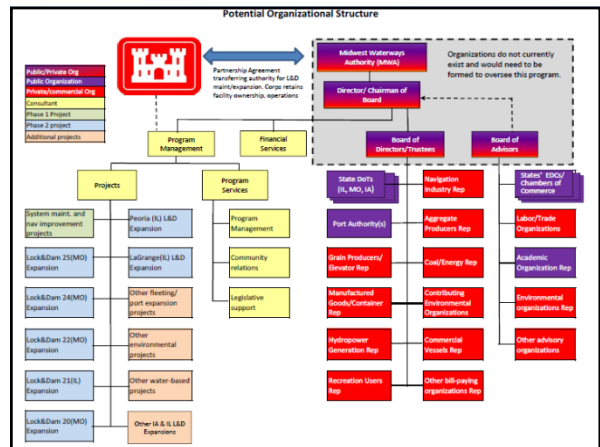 Potential Organizational Structure
Partnership Agreement
transferring authority for L&D
maint/expansion. Corps retains
facility ownership, operations
Midwest Waterways
Authority (MWA)
Organizations do not currently
exist and would need to be
formed to oversee this program.
Director/ Chairman of
Board
Public/Private Org
Public Organization
Private/commercial Org
Consultant
Phase 1 Project
Phase 2 project
Additional projects
Program
Management
Financial
Services
Board of
Directors/Trustees
Board of
Advisors
Projects
Program
Services
System maint. and
nav improvement
projects
Lock&Dam 25(MO)
Expansion
Lock&Dam 24(MO)
Expansion
Lock&Dam 22(MO)
Expansion
Lock&Dam 21(IL)
Expansion
Lock&Dam 20(MO)
Expansion
Peoria (IL) L&D
Expansion
LaGrange(IL) L&D
Expansion
Other fleeting/
port expansion
projects
Other
environmental
projects
Other water-based
projects
Other IA & IL L&D
Expansions
Program
Management
Community
relations
Legislative
support
State DoTs
(IL, MO, IA)
Port Authority(s)
Grain Producers/
Elevator Rep
Manufactured
Goods/Container
Rep
Hydropower
Generation Rep
Recreation Users
Rep
Navigation
Industry Rep
Aggregate
Producers Rep
Coal/Energy Rep
Contributing
Environmental
Organizations
Commercial
Vessels Rep
Other bill-paying
organizations Rep
States' EDCs/
Chambers of
Commerce
Labor/Trade
Organizations
Academic
Organization Rep
Environmental
organizations Rep
Other advisory
organizations